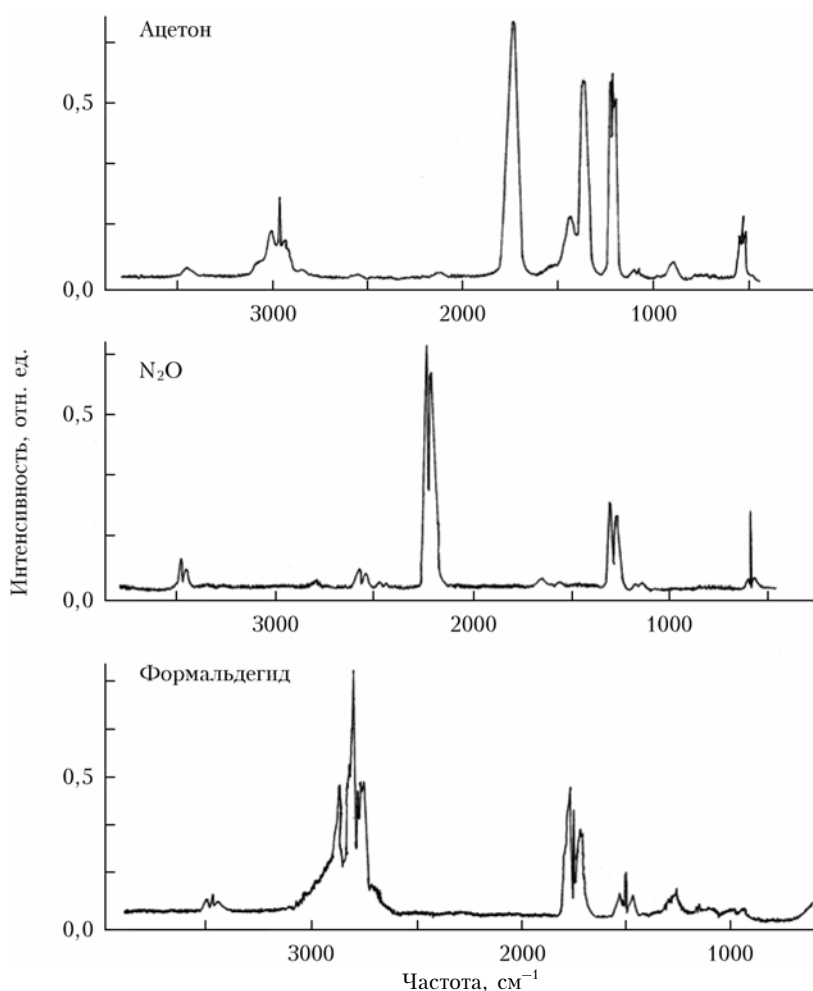 Ацетон
0,5
0,0
3000 2000 1000
N₂O
0,5
0,0
3000 2000 1000
Формальдегид
0,5
0,0
3000 2000 1000
Частота, см⁻¹
Интенсивность, отн. ед.